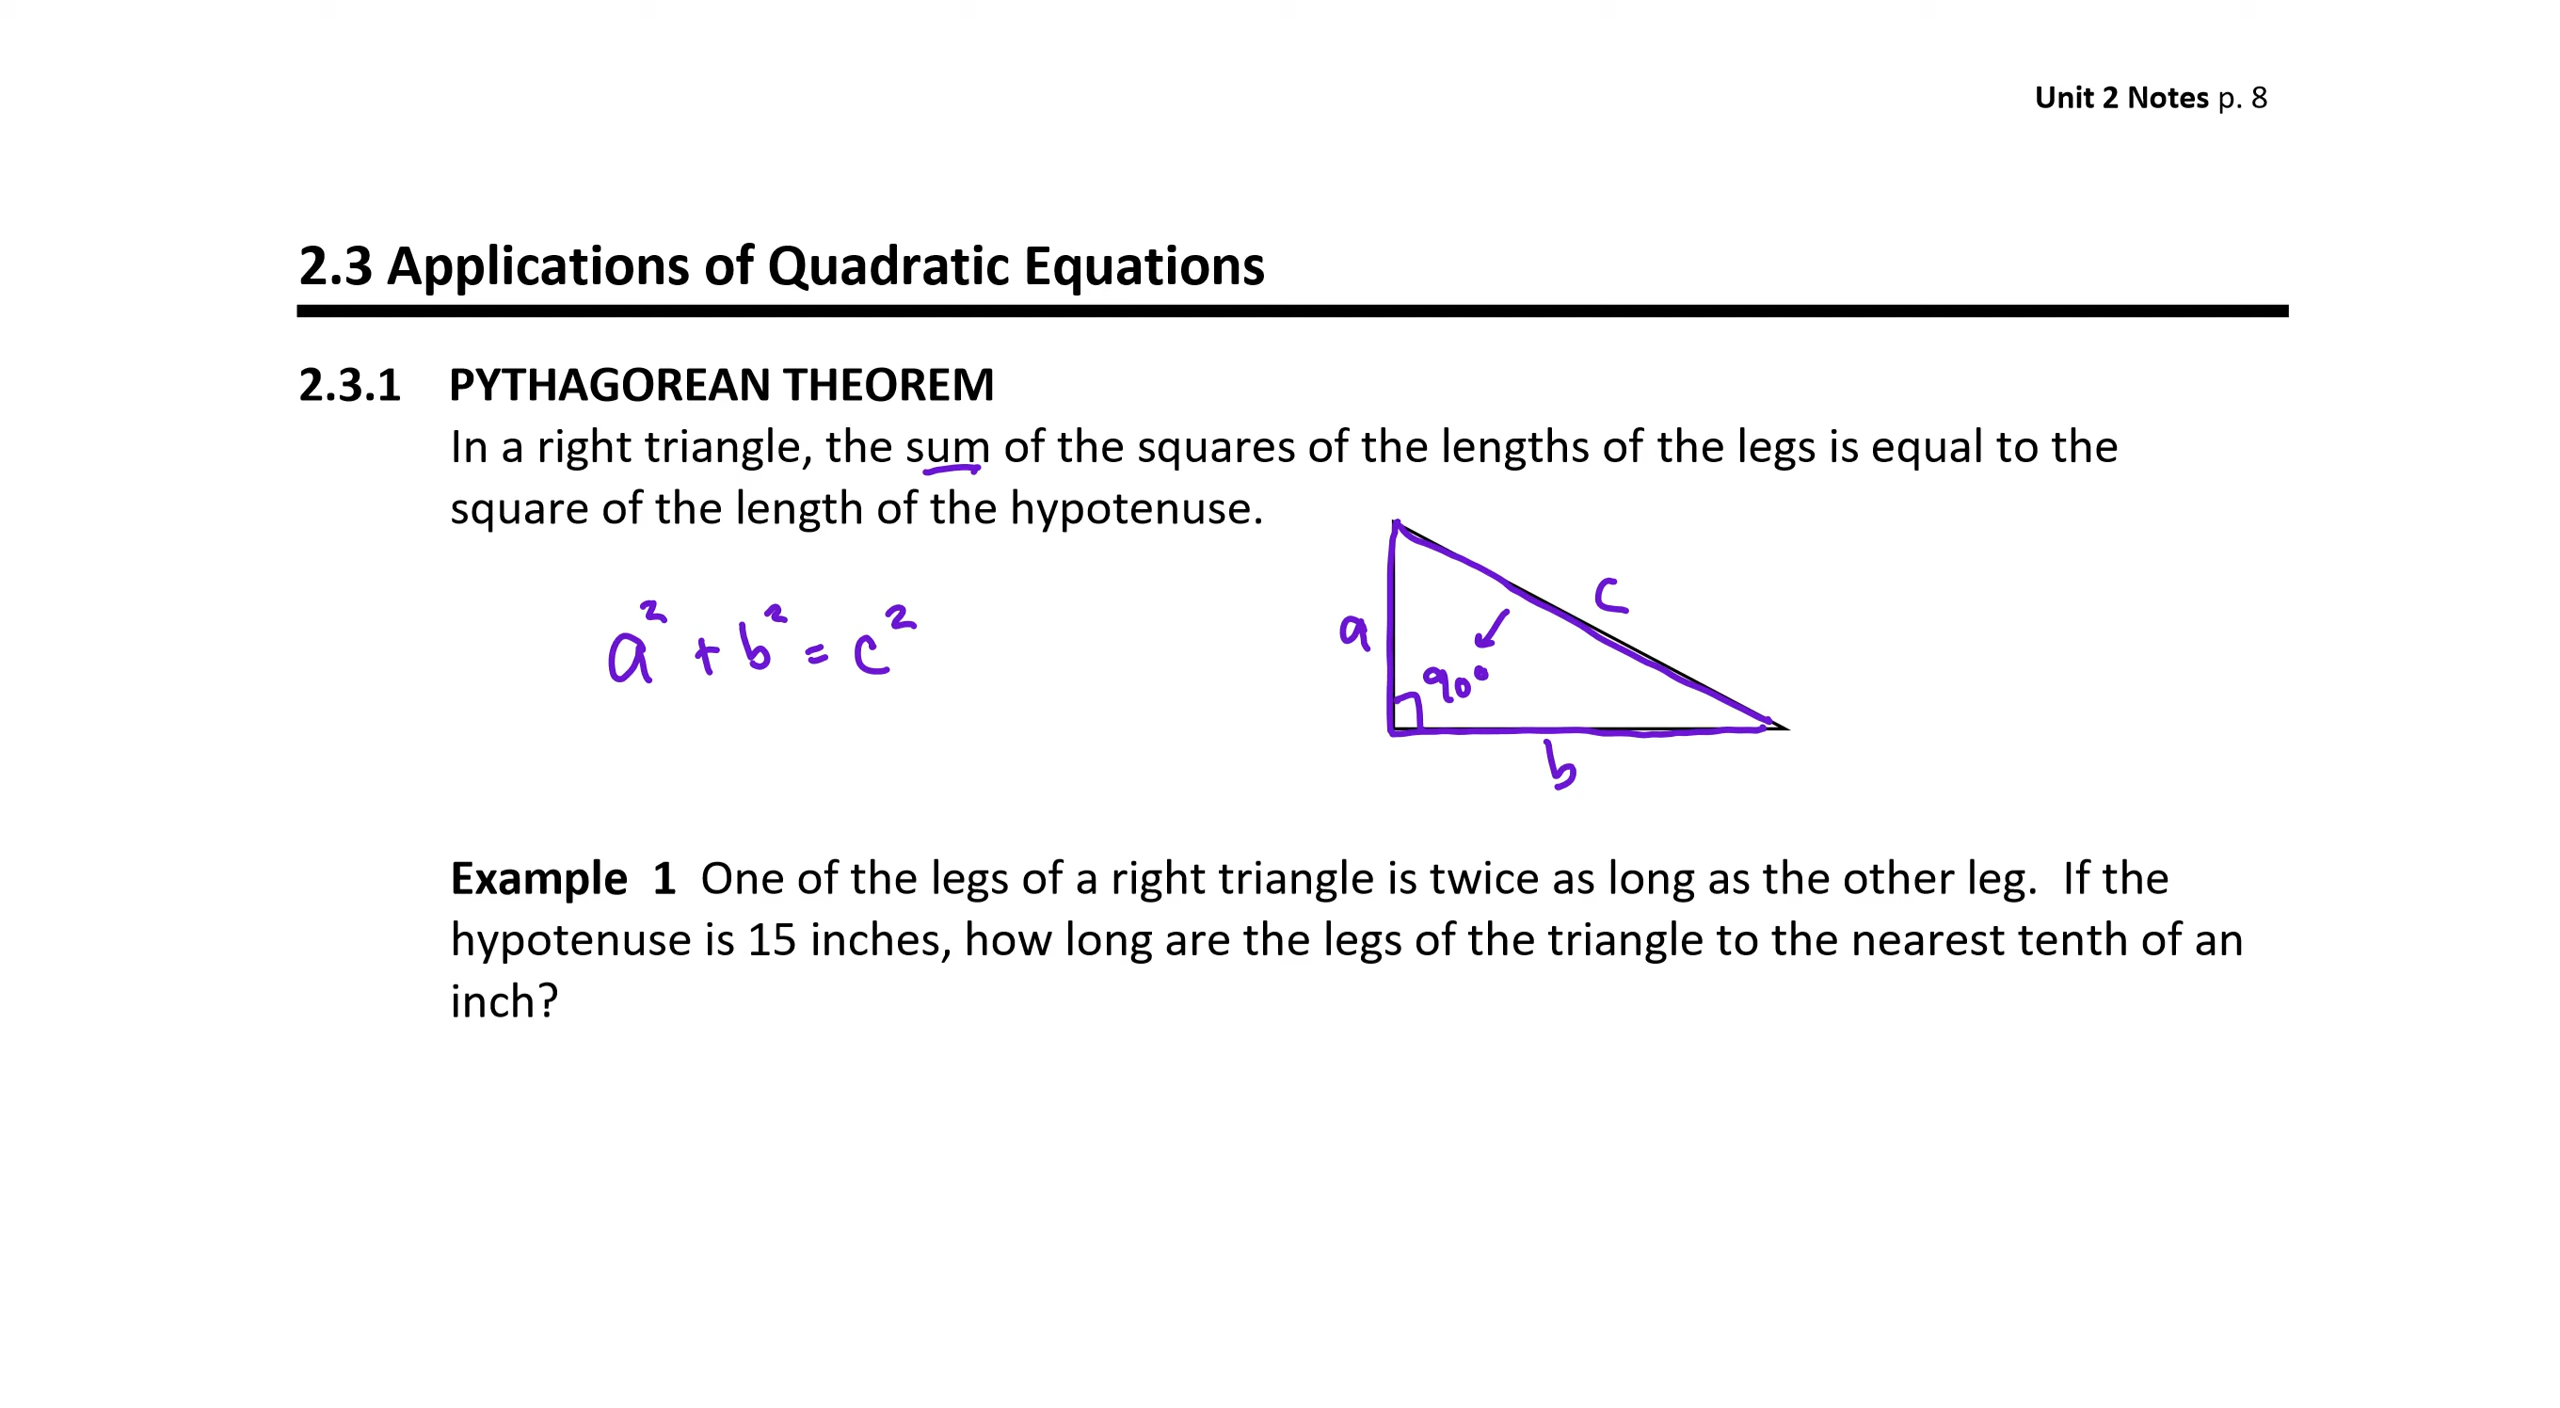 Unit 2 Notes p. 8
2.3 Applications of Quadratic Equations
2.3.1 PYTHAGOREAN THEOREM
In a right triangle, the sum of the squares of the lengths of the legs is equal to the
square of the length of the hypotenuse.
a² + b² = c²
c
a
90°
b
Example 1 One of the legs of a right triangle is twice as long as the other leg. If the
hypotenuse is 15 inches, how long are the legs of the triangle to the nearest tenth of an
inch?